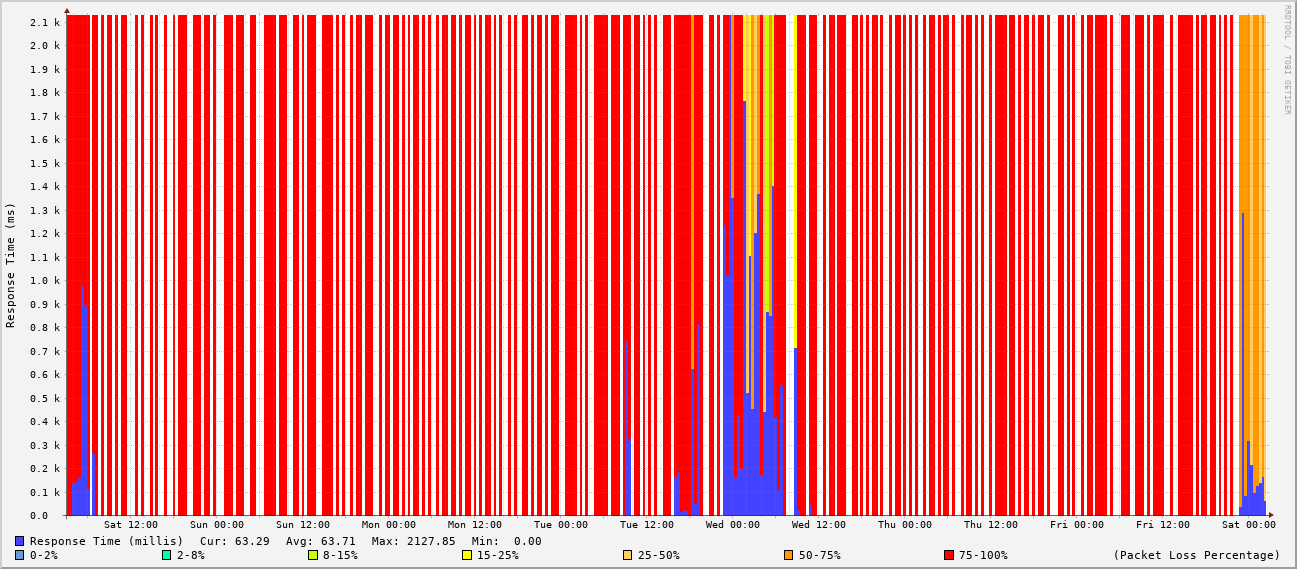 RRDTOOL / TOBI OETIKER
Response Time (ms)
2.1 k
2.0 k
1.9 k
1.8 k
1.7 k
1.6 k
1.5 k
1.4 k
1.3 k
1.2 k
1.1 k
1.0 k
0.9 k
0.8 k
0.7 k
0.6 k
0.5 k
0.4 k
0.3 k
0.2 k
0.1 k
0.0
Sat 12:00 Sun 00:00 Sun 12:00 Mon 00:00 Mon 12:00 Tue 00:00 Tue 12:00 Wed 00:00 Wed 12:00 Thu 00:00 Thu 12:00 Fri 00:00 Fri 12:00 Sat 00:00
Response Time (millis) Cur: 63.29 Avg: 63.71 Max: 2127.85 Min: 0.00
0-2% 2-8% 8-15% 15-25% 25-50% 50-75% 75-100% (Packet Loss Percentage)